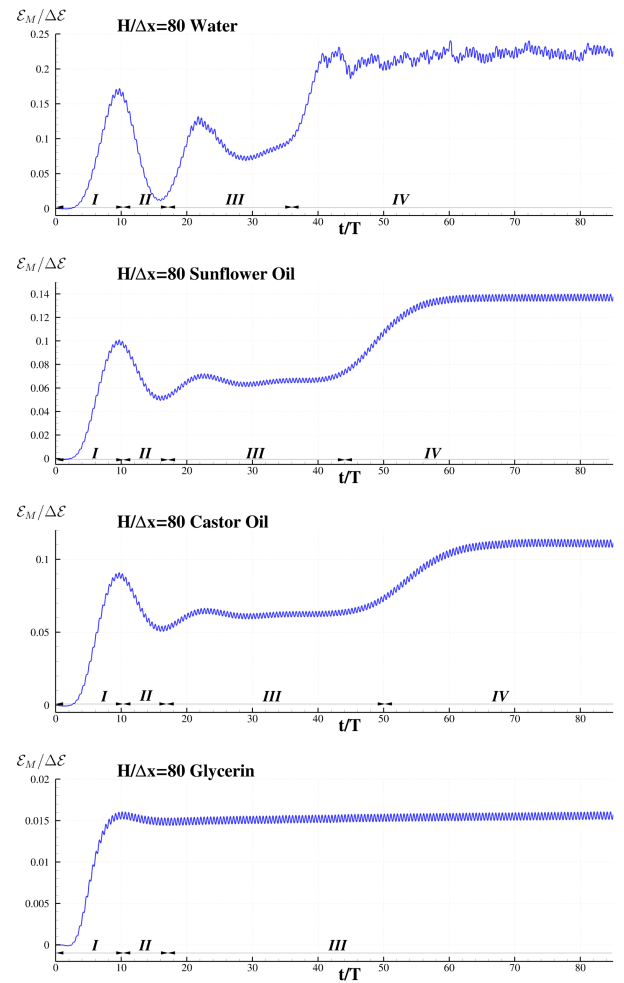 ℰ_M/Δℰ
H/Δx=80 Water
0.25
0.2
0.15
0.1
0.05
0
I II III IV
0 10 20 30 40 50 60 70 80
t/T
ℰ_M/Δℰ
H/Δx=80 Sunflower Oil
0.14
0.12
0.1
0.08
0.06
0.04
0.02
0
I II III IV
0 10 20 30 40 50 60 70 80
t/T
ℰ_M/Δℰ
H/Δx=80 Castor Oil
0.1
0.05
0
I II III IV
0 10 20 30 40 50 60 70 80
t/T
ℰ_M/Δℰ
H/Δx=80 Glycerin
0.02
0.015
0.01
0.005
0
I II III
0 10 20 30 40 50 60 70 80
t/T